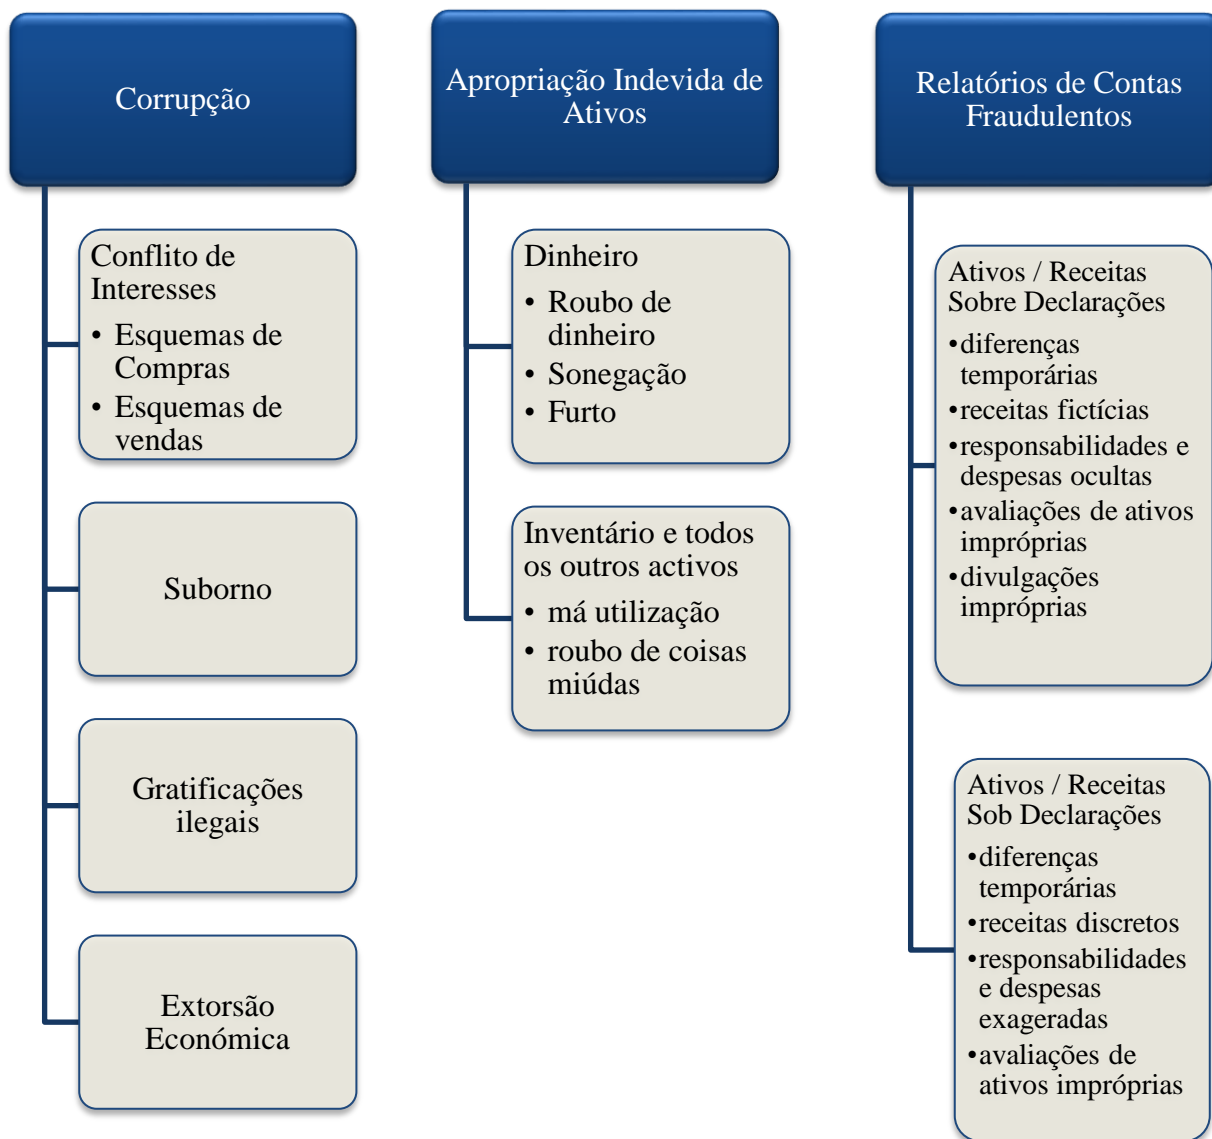 Corrupção
Conflito de
Interesses
• Esquemas de
Compras
• Esquemas de
vendas
Suborno
Gratificações
ilegais
Extorsão
Económica
Apropriação Indevida de
Ativos
Dinheiro
• Roubo de
dinheiro
• Sonegação
• Furto
Inventário e todos
os outros activos
• má utilização
• roubo de coisas
miúdas
Relatórios de Contas
Fraudulentos
Ativos / Receitas
Sobre Declarações
•diferenças
temporárias
•receitas fictícias
•responsabilidades e
despesas ocultas
•avaliações de ativos
impróprias
•divulgações
impróprias
Ativos / Receitas
Sob Declarações
•diferenças
temporárias
•receitas discretos
•responsabilidades
e despesas
exageradas
•avaliações de
ativos impróprias